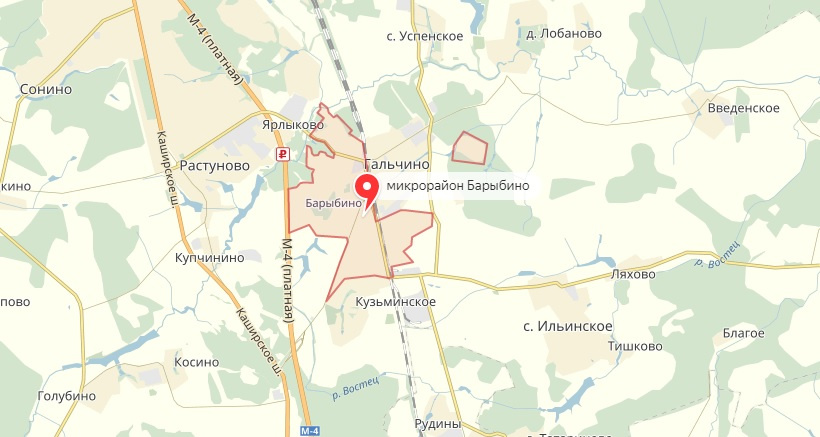 М-4 (платная)
с. Успенское
д. Лобаново
Сонино
Введенское
Ярлыково
Каширское ш.
₽
Растуново
Гальчино
кино
микрорайон Барыбино
Барыбино
М-4 (платная)
р. Востец
Купчинино
Ляхово
пово
Кузьминское
Каширское ш.
с. Ильинское
Благое
Тишково
Косино
р. Востец
Голубино
Рудины
М-4